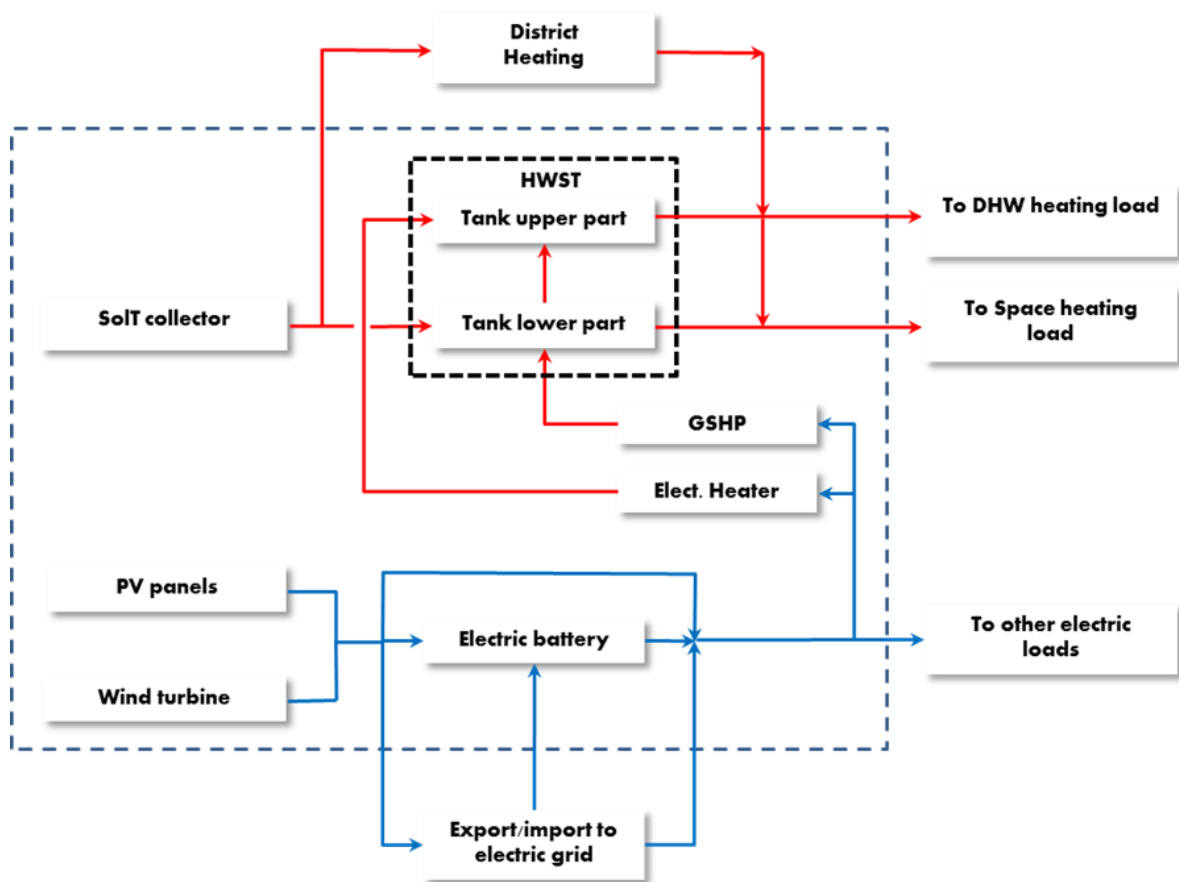 District
Heating
HWST
Tank upper part
To DHW heating load
SolT collector
Tank lower part
To Space heating
load
GSHP
Elect. Heater
PV panels
Electric battery
To other electric
loads
Wind turbine
Export/import to
electric grid